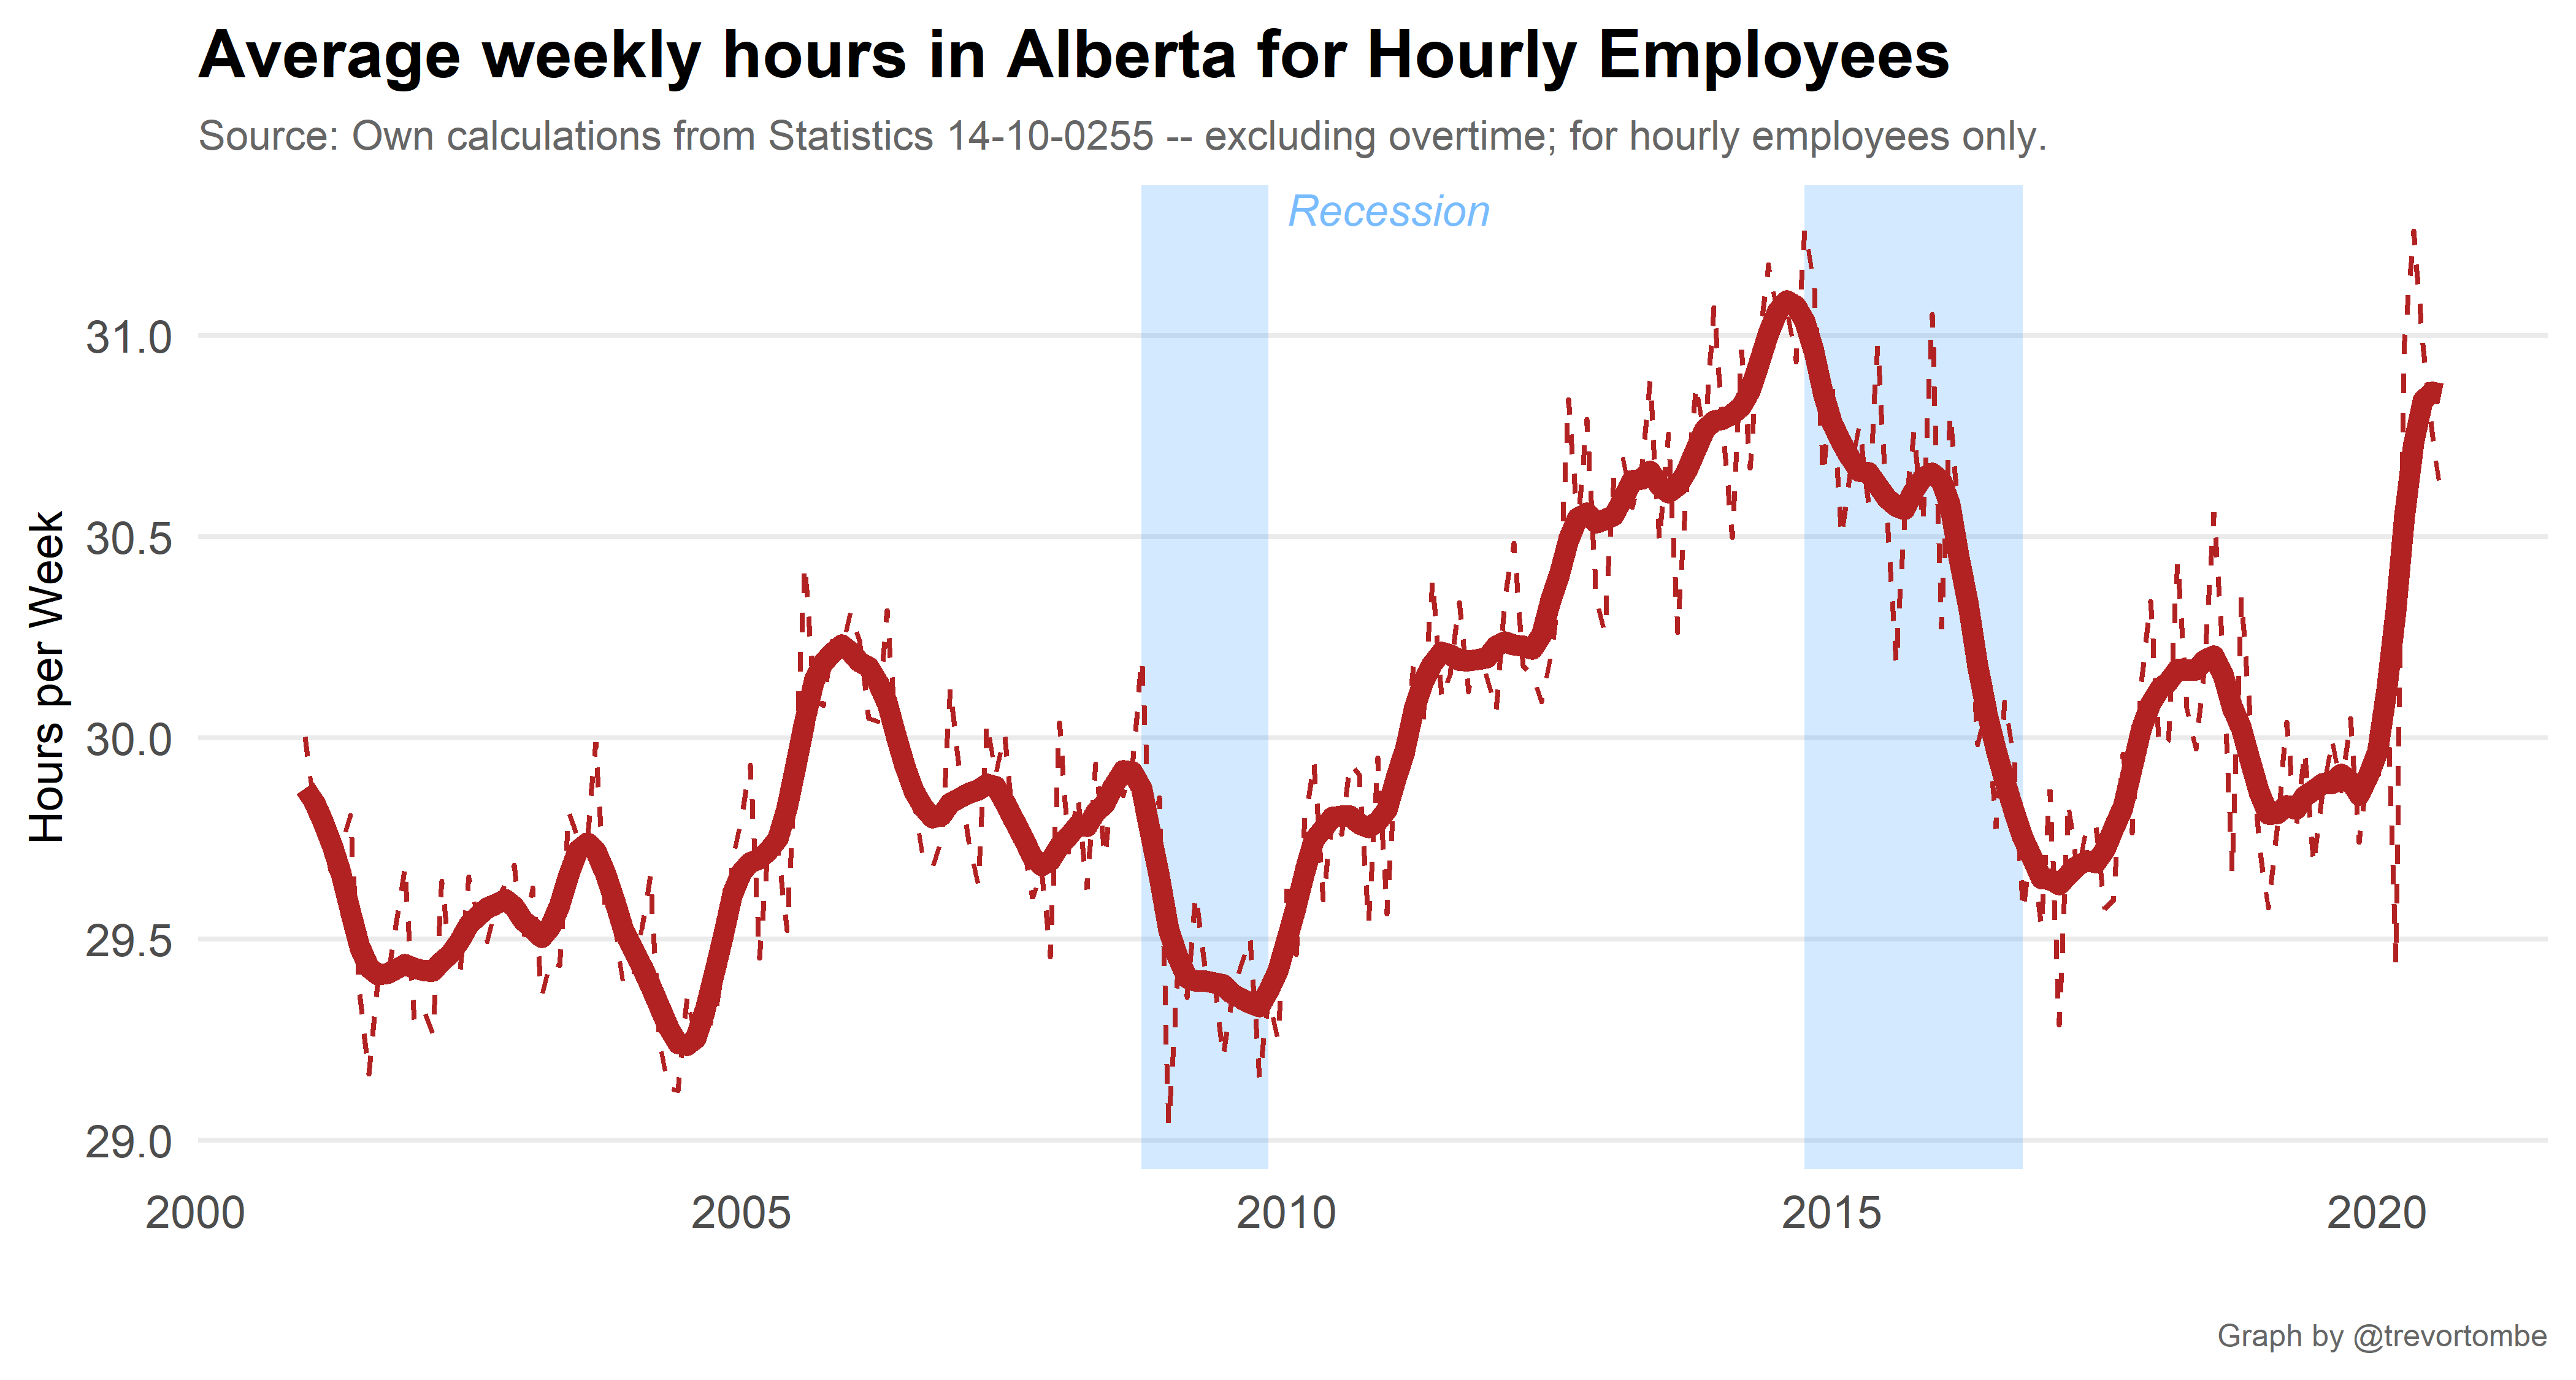 Average weekly hours in Alberta for Hourly Employees
Source: Own calculations from Statistics 14-10-0255 -- excluding overtime; for hourly employees only.
Recession
Hours per Week
31.0
30.5
30.0
29.5
29.0
2000
2005
2010
2015
2020
Graph by @trevortombe